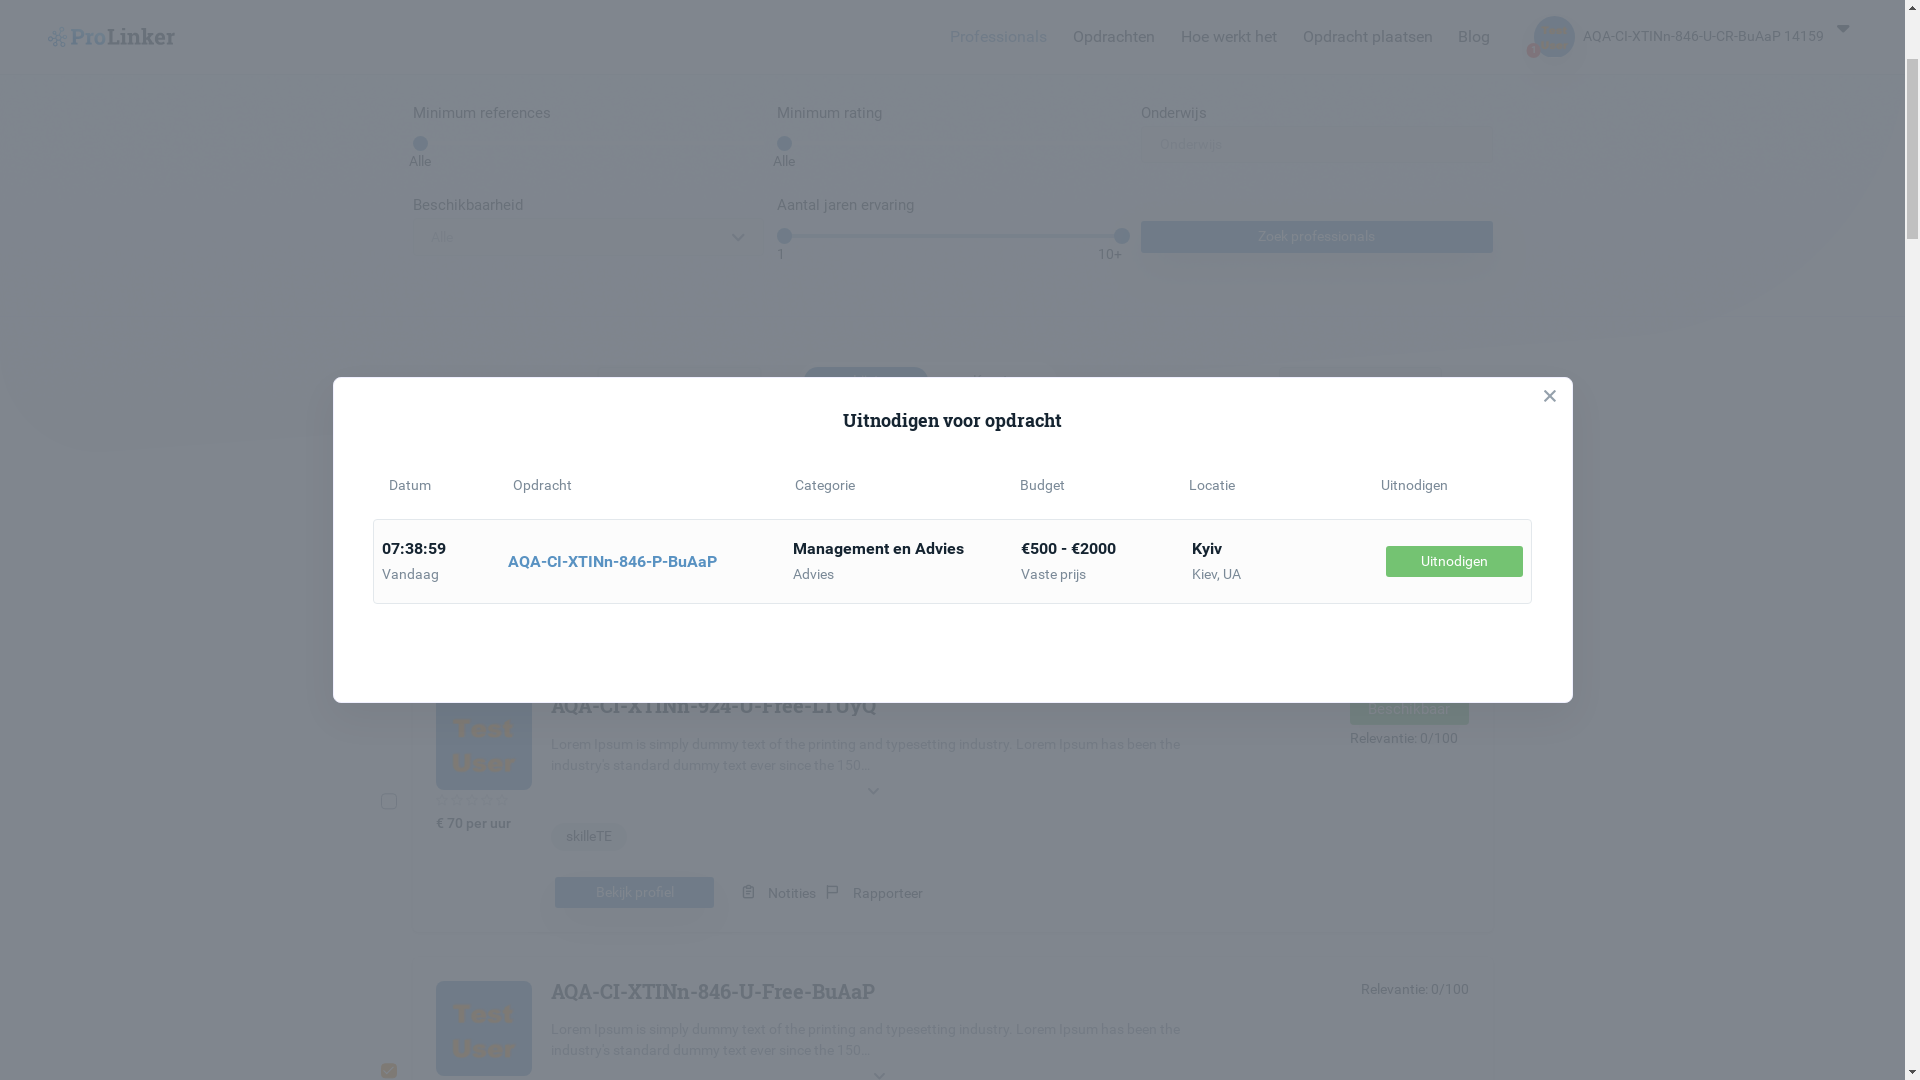 ProLinker
Professionals Opdrachten Hoe werkt het Opdracht plaatsen Blog
AQA-CI-XTINn-846-U-CR-BuAaP 14159
Minimum references Minimum rating Onderwijs
Onderwijs
Alle Alle
Beschikbaarheid Aantal jaren ervaring
Alle Zoek professionals
1 10+
Uitnodigen voor opdracht
Datum Opdracht Categorie Budget Locatie Uitnodigen
07:38:59 Management en Advies €500 - €2000 Kyiv
AQA-CI-XTINn-846-P-BuAaP Uitnodigen
Vandaag Advies Vaste prijs Kiev, UA
AQA-CI-XTINn-924-U-Free-LTUyQ
Beschikbaar
Test
User
Relevantie: 0/100
Lorem Ipsum is simply dummy text of the printing and typesetting industry. Lorem Ipsum has been the
industry's standard dummy text ever since the 150...
€ 70 per uur
skilleTE
Bekijk profiel Notities Rapporteer
AQA-CI-XTINn-846-U-Free-BuAaP
Relevantie: 0/100
Test
User
Lorem Ipsum is simply dummy text of the printing and typesetting industry. Lorem Ipsum has been the
industry's standard dummy text ever since the 150...